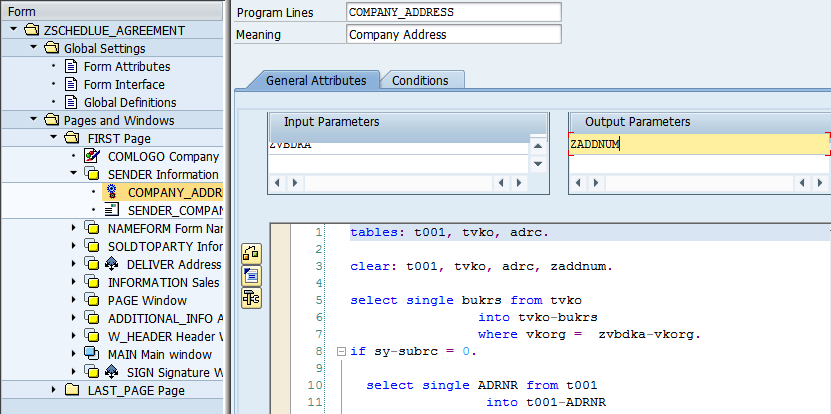 Form
ZSCHEDLUE_AGREEMENT
Global Settings
Form Attributes
Form Interface
Global Definitions
Pages and Windows
FIRST Page
COMLOGO Company
SENDER Information
COMPANY_ADDR
SENDER_COMPAN
NAMEFORM Form Nam
SOLDTOPARTY Infor
DELIVER Address
INFORMATION Sales
PAGE Window
ADDITIONAL_INFO A
W_HEADER Header W
MAIN Main window
SIGN Signature W
LAST_PAGE Page
Program Lines COMPANY_ADDRESS
Meaning Company Address
General Attributes Conditions
Input Parameters Output Parameters
ZVBDKA ZADDNUM
1 tables: t001, tvko, adrc.
2
3 clear: t001, tvko, adrc, zaddnum.
4
5 select single bukrs from tvko
6 into tvko-bukrs
7 where vkorg = zvbdka-vkorg.
8 if sy-subrc = 0.
9
10 select single ADRNR from t001
11 into t001-ADRNR